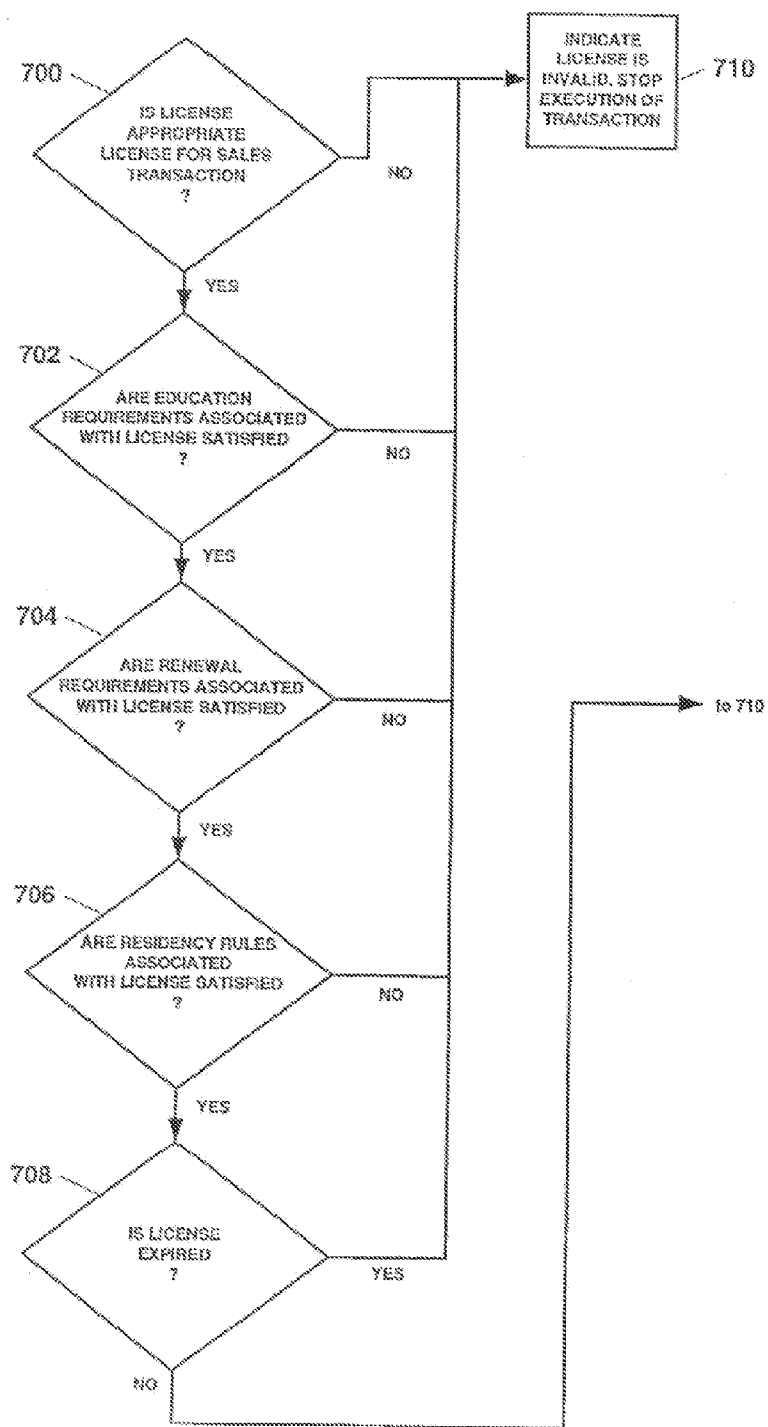 700
IS LICENSE
APPROPRIATE
LICENSE FOR SALES
TRANSACTION
?
NO
YES
INDICATE
LICENSE IS
INVALID. STOP
EXECUTION OF
TRANSACTION
710
702
ARE EDUCATION
REQUIREMENTS ASSOCIATED
WITH LICENSE SATISFIED
?
NO
YES
704
ARE RENEWAL
REQUIREMENTS ASSOCIATED
WITH LICENSE SATISFIED
?
NO
YES
to 710
706
ARE RESIDENCY RULES
ASSOCIATED
WITH LICENSE SATISFIED
?
NO
YES
708
IS LICENSE
EXPIRED
?
YES
NO